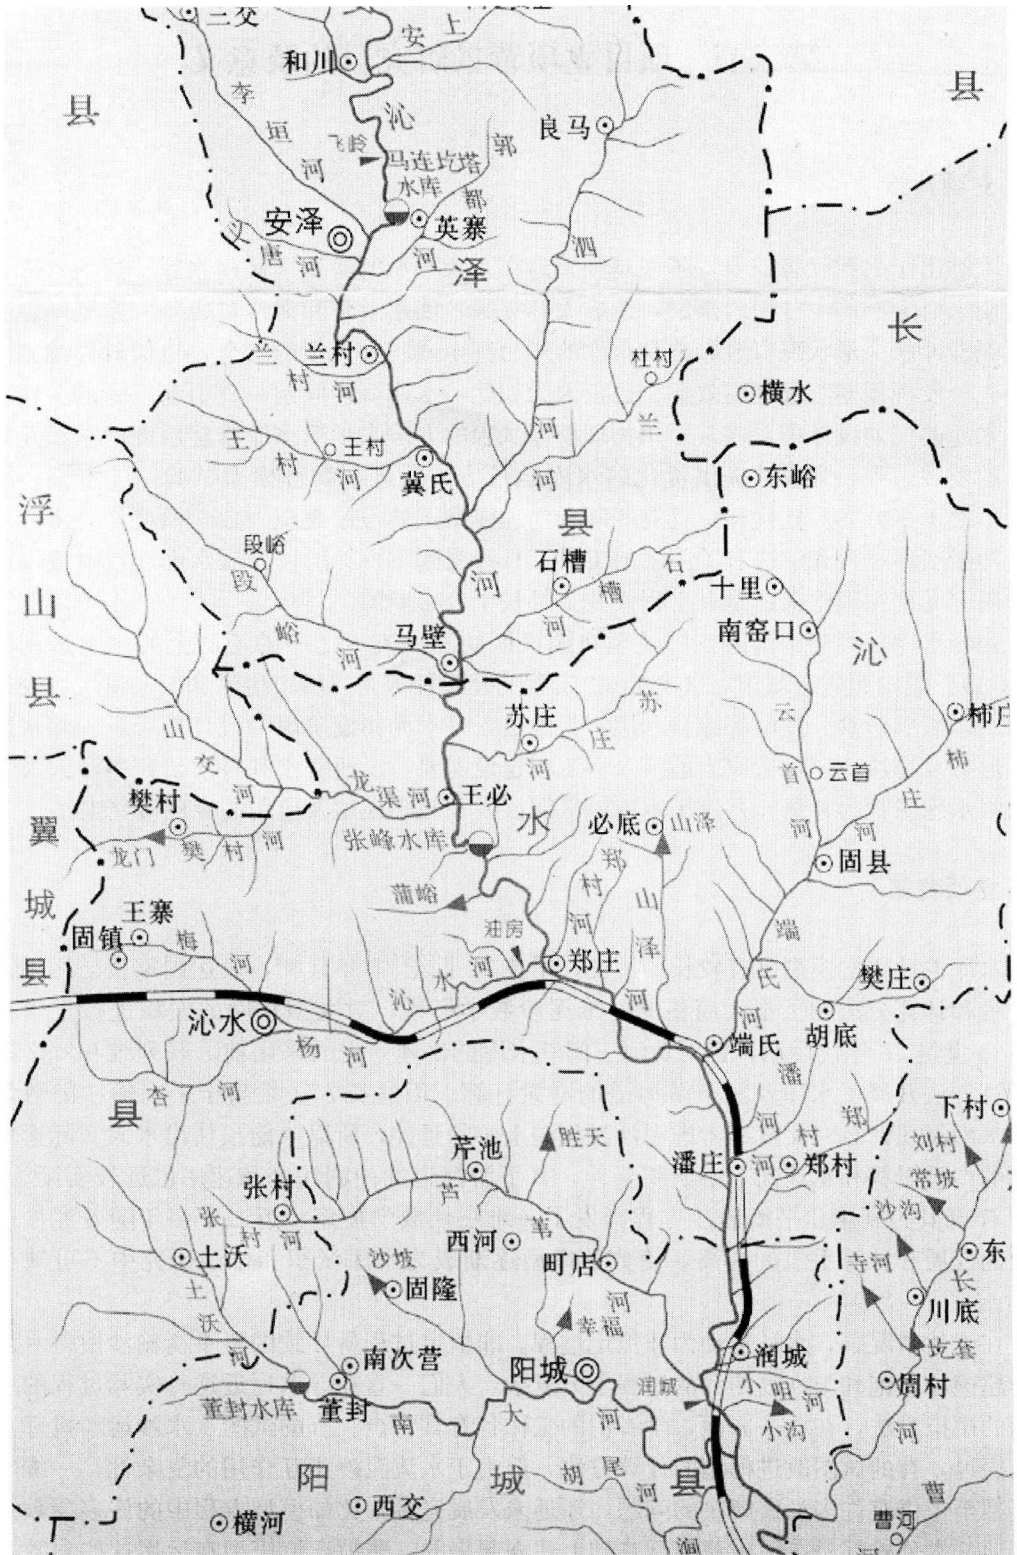 三交
安上
和川
县
县
李垣河
沁
良马
飞岭
郭都河
马连圪塔
水库
安泽
英寨
泗
唐河
泽
河
长
兰村
杜村
兰村河
横水
兰
河
王村河
王村
冀氏
东峪
浮山县
县
段峪
石槽
石槽河
段峪河
河
十里
南窑口
马壁
沁
苏庄
苏庄河
柿庄
云首河
云首
柿庄河
山交河
龙渠河
王必
樊村
水
翼城县
张峰水库
必底
山泽
龙门
樊村河
郑村河
固县
蒲峪
山泽河
王寨
固镇
梅河
油房
端氏河
沁水河
郑庄
樊庄
沁水
胡底
杨河
端氏
杏河
潘河
县
下村
胜天
郑村河
刘村
芹池
潘庄
郑村
常坡
张村
芦苇河
沙沟
张村河
西河
土沃
沙坡
町店
寺河
东
固隆
长河
土沃河
幸福
川底
圪套
南次营
阳城
润城
董封水库
董封
润城
小咀河
周村
南大河
小沟
阳城县
胡尾河
西交
横河
曹河
曹
涧
河